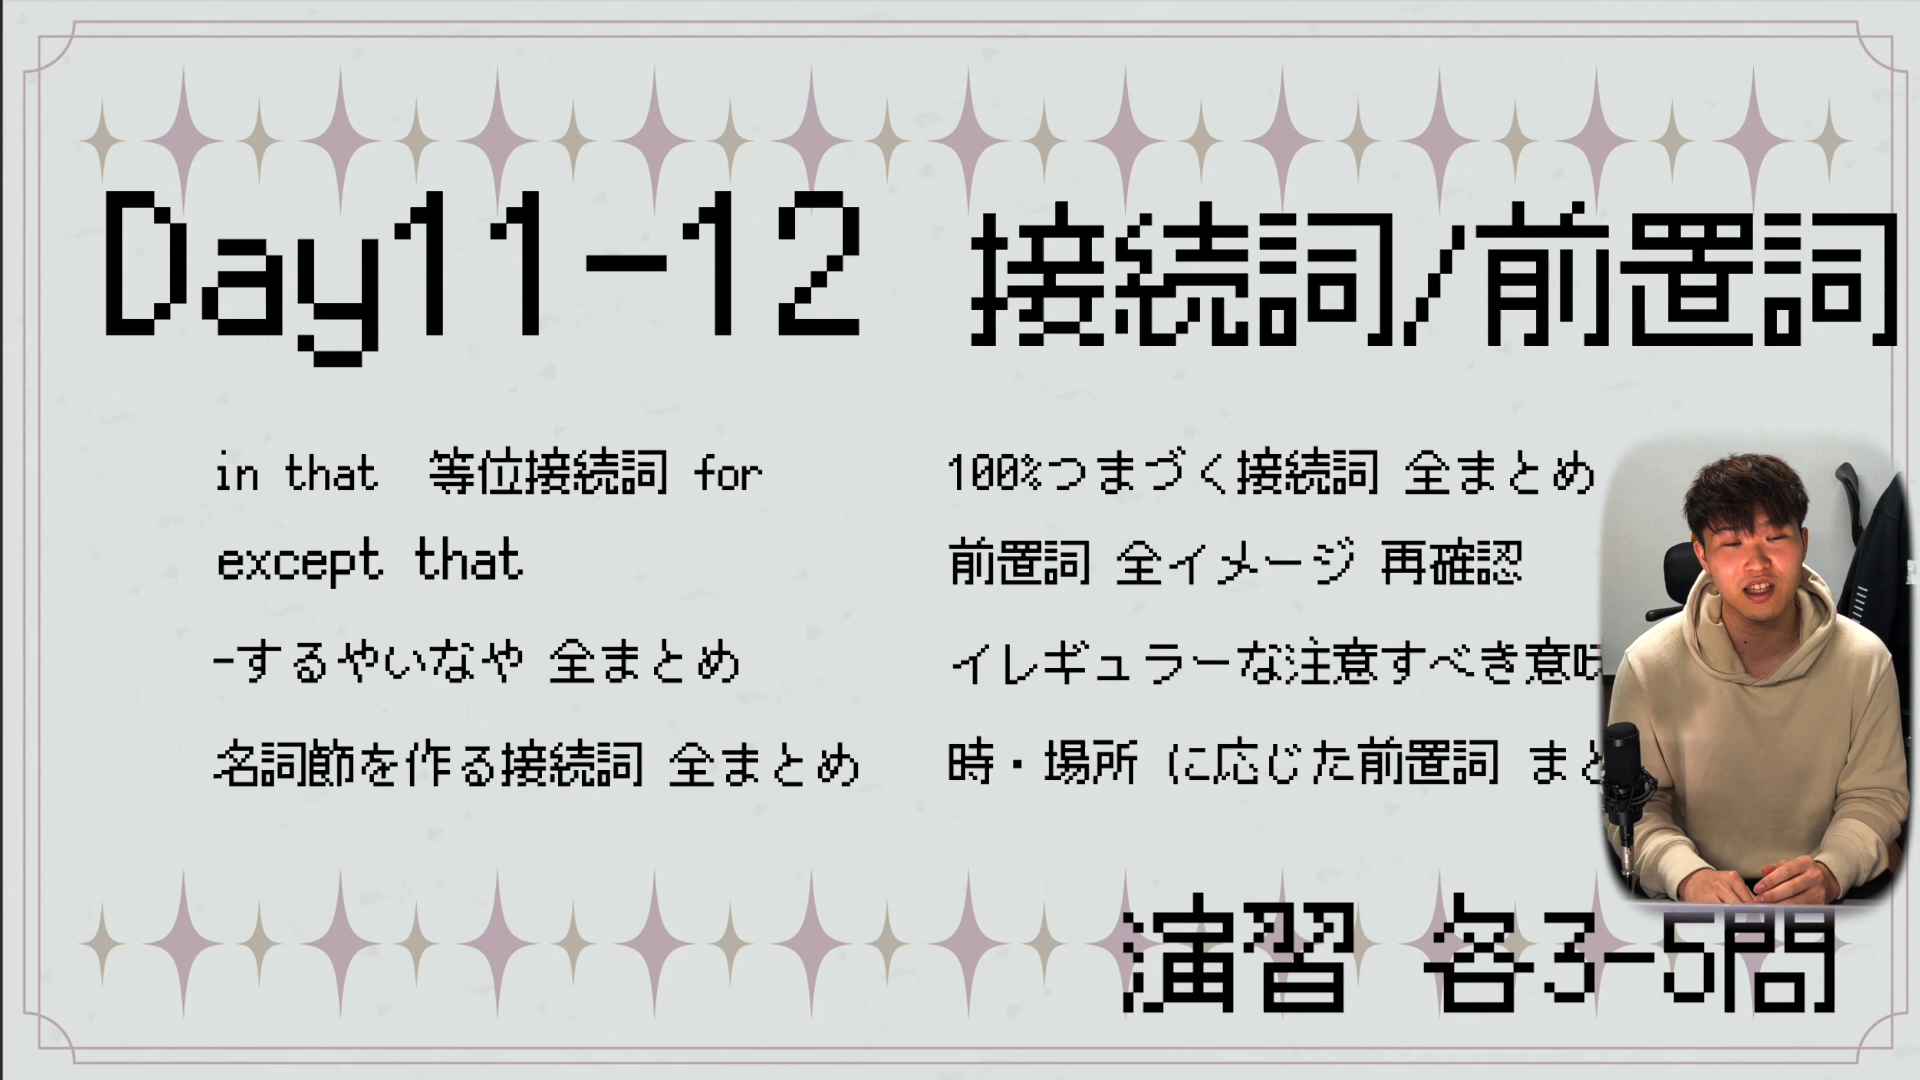 Day11-12 接続詞/前置詞
in that 等位接続詞 for
except that
-するやいなや 全まとめ
名詞節を作る接続詞 全まとめ
100%つまづく接続詞 全まとめ
前置詞 全イメージ 再確認
イレギュラーな注意すべき意味
時・場所 に応じた前置詞 まと
演習 各3-5問